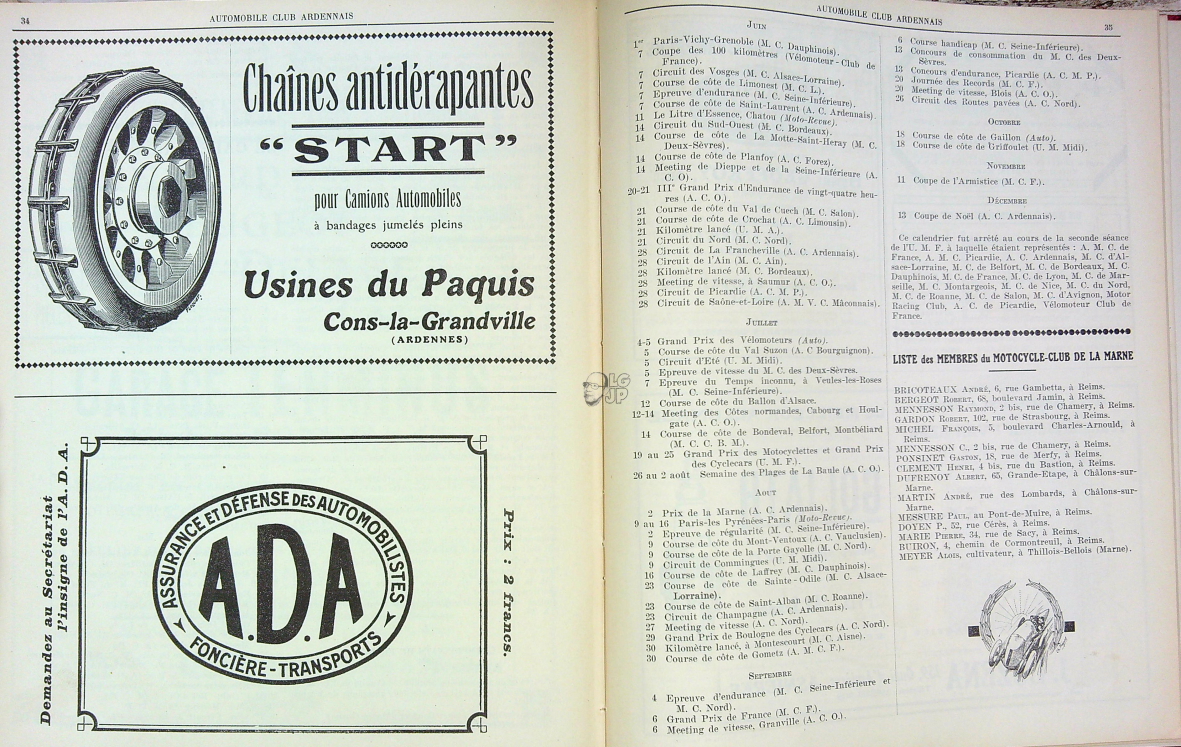 34
AUTOMOBILE CLUB ARDENNAIS
Chaînes antidérapantes
"START"
pour Camions Automobiles
à bandages jumelés pleins
Usines du Paquis
Cons-la-Grandville
(ARDENNES)
Demandez au Secrétariat
l'insigne de l'A.D.A.
ASSURANCE ET DÉFENSE DES AUTOMOBILISTES
A.D.A
FONCIÈRE-TRANSPORTS
Prix : 2 francs.
LG
JP
AUTOMOBILE CLUB ARDENNAIS
35
Juin
1er Paris-Vichy-Grenoble (M. C. Dauphinois).
7 Coupe des 100 kilomètres (Vélomoteur-Club de
France).
7 Circuit des Vosges (M. C. Alsace-Lorraine).
7 Course de côte de Limonest (M. C. L.).
7 Epreuve d'endurance (M. C. Seine-Inférieure).
7 Course de côte de Saint-Laurent (A. C. Ardennais).
11 Le Litre d'Essence, Chatou (Moto-Revue).
14 Circuit du Sud-Ouest (M. C. Bordeaux).
14 Course de côte de La Motte-Saint-Heray (M. C.
Deux-Sèvres).
14 Course de côte de Planfoy (A. C. Forez).
14 Meeting de Dieppe et de la Seine-Inférieure (A.
C. O).
20-21 IIIe Grand Prix d'Endurance de vingt-quatre heu-
res (A. C. O.).
21 Course de côte du Val de Cuech (M. C. Salon).
21 Course de côte de Crochat (A. C. Limousin).
21 Kilomètre lancé (U. M. A.).
21 Circuit du Nord (M. C. Nord).
28 Circuit de La Francheville (A. C. Ardennais).
28 Circuit de l'Ain (M. C. Ain).
28 Kilomètre lancé (M. C. Bordeaux).
28 Meeting de vitesse, à Saumur (A. C. O.).
28 Circuit de Picardie (A. C. M. P.).
28 Circuit de Saône-et-Loire (A. M. V. C. Mâconnais).
Juillet
4-5 Grand Prix des Vélomoteurs (Auto).
5 Course de côte du Val Suzon (A. C Bourguignon).
5 Circuit d'Eté (U. M. Midi).
5 Epreuve de vitesse du M. C. des Deux-Sèvres.
7 Epreuve du Temps inconnu, à Veules-les-Roses
(M. C. Seine-Inférieure).
12 Course de côte du Ballon d'Alsace.
12-14 Meeting des Côtes normandes, Cabourg et Houl-
gate (A. C. O.).
14 Course de côte de Bondeval, Belfort, Montbéliard
(M. C. C. B. M.).
19 au 25 Grand Prix des Motocyclettes et Grand Prix
des Cyclecars (U. M. F.).
26 au 2 août Semaine des Plages de La Baule (A. C. O.).
Aout
2 Prix de la Marne (A. C. Ardennais).
9 au 16 Paris-les Pyrénées-Paris (Moto-Revue).
2 Epreuve de régularité (M. C. Seine-Inférieure).
9 Course de côte du Mont-Ventoux (A. C. Vauclusien).
9 Course de côte de la Porte Gayolle (M. C. Nord).
9 Circuit de Commingues (U. M. Midi).
16 Course de côte de Laffrey (M. C. Dauphinois).
23 Course de côte de Sainte-Odile (M. C. Alsace-
Lorraine).
23 Course de côte de Saint-Alban (M. C. Roanne).
23 Circuit de Champagne (A. C. Ardennais).
27 Meeting de vitesse (A. C. Nord).
29 Grand Prix de Boulogne des Cyclecars (A. C. Nord).
30 Kilomètre lancé, à Montescourt (M. C. Aisne).
30 Course de côte de Gometz (A. M. C. F.).
Septembre
4 Epreuve d'endurance (M. C. Seine-Inférieure et
M. C. Nord).
6 Grand Prix de France (M. C. F.).
6 Meeting de vitesse, Granville (A. C. O.).
6 Course handicap (M. C. Seine-Inférieure).
13 Concours de consommation du M. C. des Deux-
Sèvres.
13 Concours d'endurance, Picardie (A. C. M. P.).
20 Journée des Records (M. C. F.).
20 Meeting de vitesse, Blois (A. C. O.).
26 Circuit des Routes pavées (A. C. Nord).
Octobre
18 Course de côte de Gaillon (Auto).
18 Course de côte de Griffoulet (U. M. Midi).
Novembre
11 Coupe de l'Armistice (M. C. F.).
Décembre
13 Coupe de Noël (A. C. Ardennais).
Ce calendrier fut arrêté au cours de la seconde séance
de l'U. M. F. à laquelle étaient représentés : A. M. C. de
France, A. M. C. Picardie, A. C. Ardennais, M. C. d'Al-
sace-Lorraine, M. C. de Belfort, M. C. de Bordeaux, M. C.
Dauphinois, M. C. de France, M. C. de Lyon, M. C. de Mar-
seille, M. C. Montargeois, M. C. de Nice, M. C. du Nord,
M. C. de Roanne, M. C. de Salon, M. C. d'Avignon, Motor
Racing Club, A. C. de Picardie, Vélomoteur Club de
France.
LISTE des MEMBRES du MOTOCYCLE-CLUB DE LA MARNE
BRICOTEAUX André, 6, rue Gambetta, à Reims.
BERGEOT Robert, 68, boulevard Jamin, à Reims.
MENNESSON Raymond, 2 bis, rue de Chamery, à Reims.
GARDON Robert, 102, rue de Strasbourg, à Reims.
MICHEL François, 5, boulevard Charles-Arnould, à
Reims.
MENNESSON C., 2 bis, rue de Chamery, à Reims.
PONSINET Gaston, 18, rue de Merfy, à Reims.
CLEMENT Henri, 4 bis, rue du Bastion, à Reims.
DUFRENOY Albert, 65, Grande-Etape, à Châlons-sur-
Marne.
MARTIN André, rue des Lombards, à Châlons-sur-
Marne.
MESSURE Paul, au Pont-de-Muire, à Reims.
DOYEN P., 52, rue Cérès, à Reims.
MARIE Pierre, 34, rue de Sacy, à Reims.
BUIRON, 4, chemin de Cormontreuil, à Reims.
MEYER Alois, cultivateur, à Thillois-Bellois (Marne).